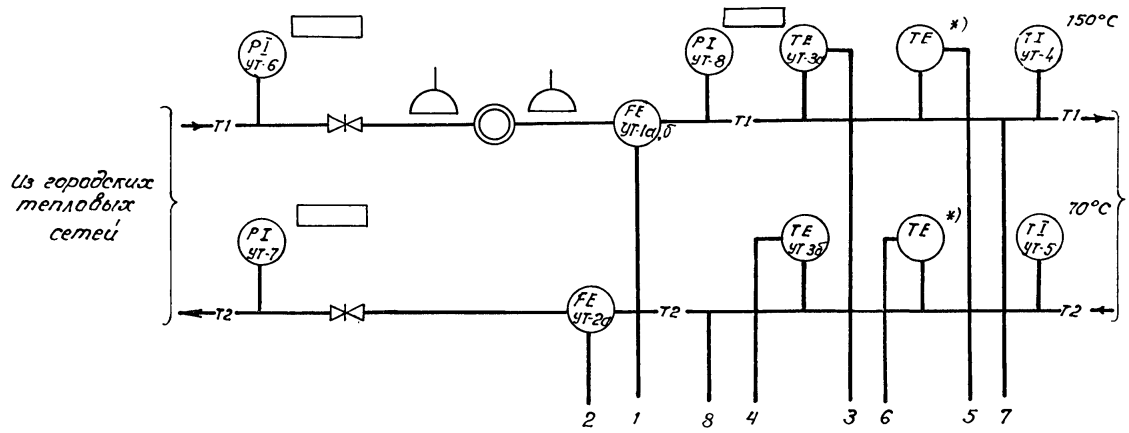 PI
УТ-6
PI
УТ-8
TE
УТ-3а
TE
*)
TI
УТ-4
150°C
T1
FE
УТ-1а,б
T1
T1
Из городских
тепловых
сетей
PI
УТ-7
TE
УТ-3б
TE
*)
TI
УТ-5
70°C
T2
FE
УТ-2а
T2
T2
2
1
8
4
3
6
5
7